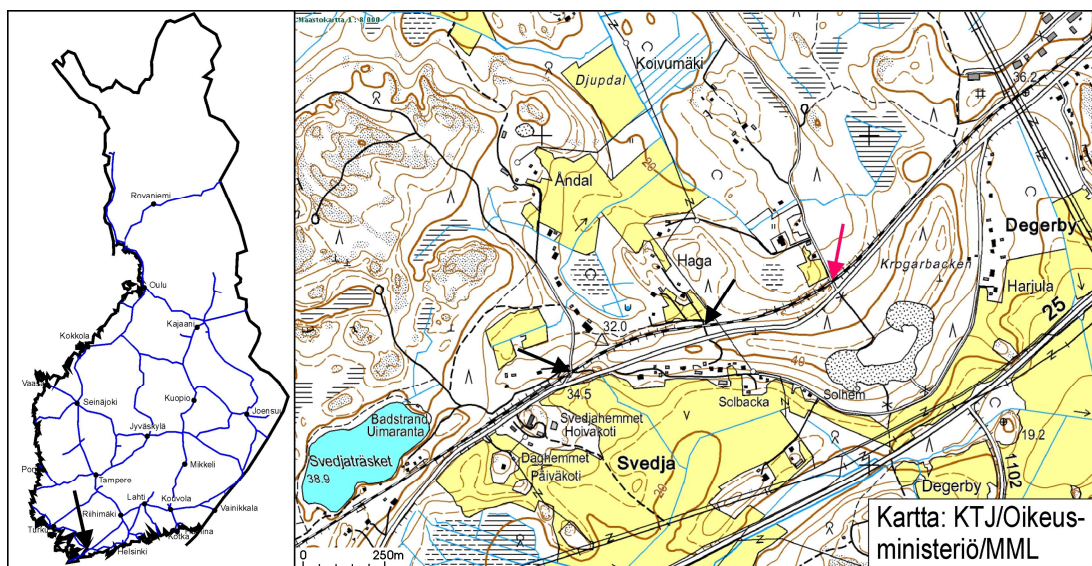 Rovaniemi
Oulu
Kajaani
Kokkola
Vaasa
Seinäjoki
Kuopio
Joensuu
Jyväskylä
Mikkeli
Pori
Tampere
Lahti
Kouvola
Riihimäki
Vainikkala
Turku
Kotka
Helsinki
Maastokartta 1 : 8 000
Koivumäki
Djupdal
36.2
20
Åndal
Degerby
Haga
Krogarbacken
Harjula
25
32.0
40
34.5
Solbacka
Solhem
Badstrand
Uimaranta
Svedjahemmet
Hoivakoti
Svedjaträsket
38.9
Daghemmet
Päiväkoti
Svedja
20
19.2
1102
Degerby
0
250m
Kartta: KTJ/Oikeus-
ministeriö/MML